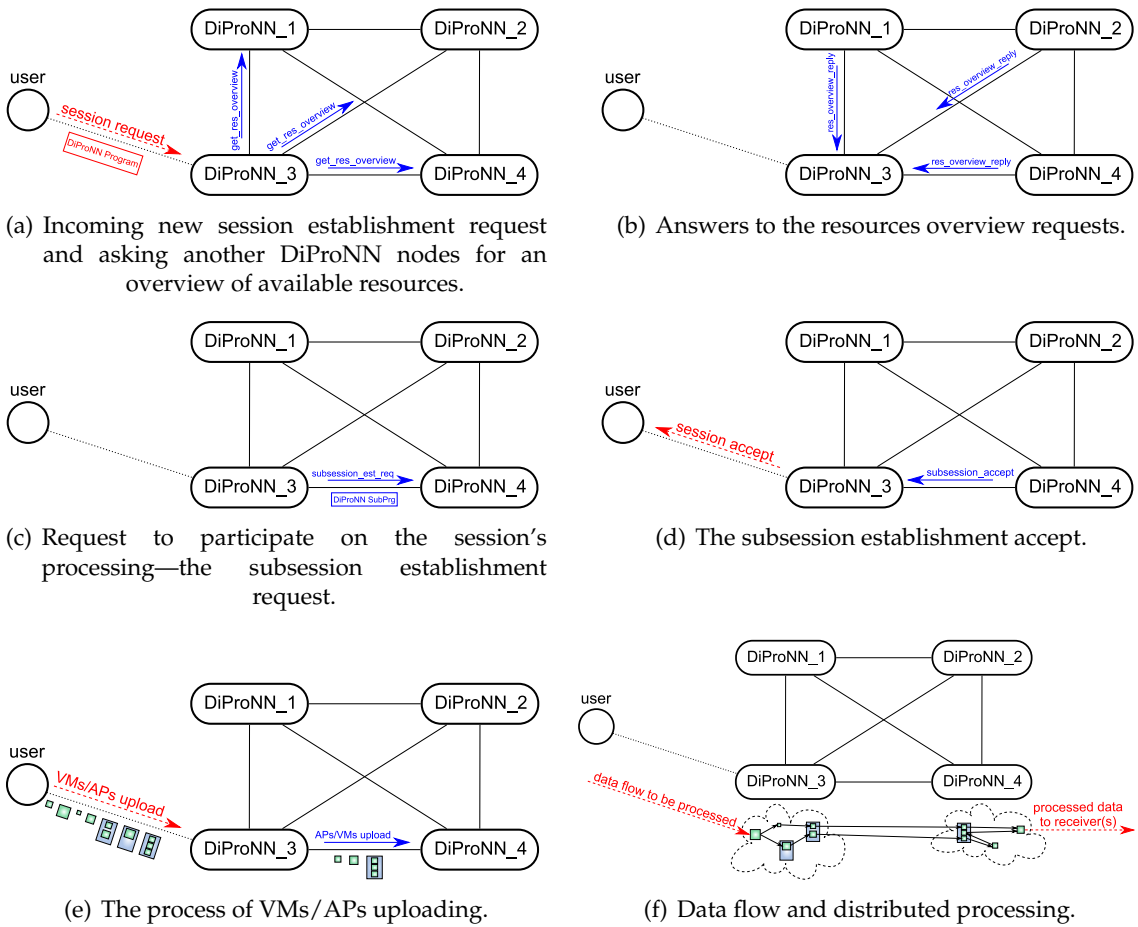 DiProNN_1
DiProNN_2
user
session request
DiProNN Program
get_res_overview
get_res_overview
get_res_overview
DiProNN_3
DiProNN_4
(a) Incoming new session establishment request
and asking another DiProNN nodes for an
overview of available resources.
DiProNN_1
DiProNN_2
user
res_overview_reply
res_overview_reply
res_overview_reply
DiProNN_3
DiProNN_4
(b) Answers to the resources overview requests.
DiProNN_1
DiProNN_2
user
subsession_est_req
DiProNN SubPrg
DiProNN_3
DiProNN_4
(c) Request to participate on the session's
processing—the subsession establishment
request.
DiProNN_1
DiProNN_2
user
session accept
subsession_accept
DiProNN_3
DiProNN_4
(d) The subsession establishment accept.
DiProNN_1
DiProNN_2
user
VMs/APs upload
APs/VMs upload
DiProNN_3
DiProNN_4
(e) The process of VMs/APs uploading.
DiProNN_1
DiProNN_2
user
DiProNN_3
DiProNN_4
data flow to be processed
processed data
to receiver(s)
(f) Data flow and distributed processing.